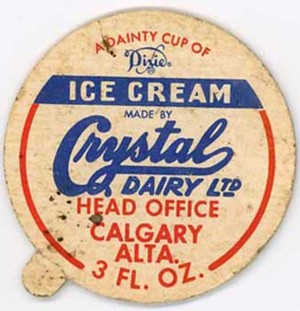 A DAINTY CUP OF
Dixie®
ICE CREAM
MADE BY
Crystal
DAIRY LTD
HEAD OFFICE
CALGARY
ALTA.
3 FL. OZ.